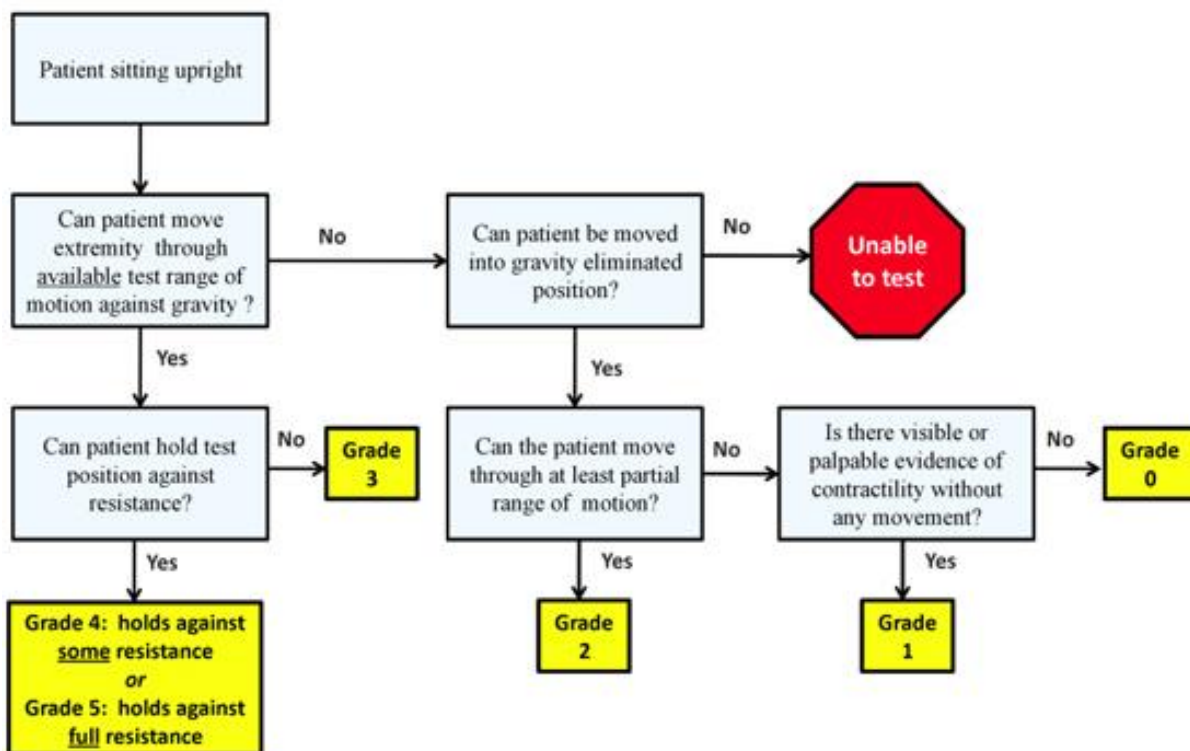 Patient sitting upright
Can patient move
extremity through
available test range of
motion against gravity ?
No
Can patient be moved
into gravity eliminated
position?
No
Unable
to test
Yes
Yes
Can patient hold test
position against
resistance?
No
Grade
3
Can the patient move
through at least partial
range of motion?
No
Is there visible or
palpable evidence of
contractility without
any movement?
No
Grade
0
Yes
Yes
Yes
Grade 4: holds against
some resistance
or
Grade 5: holds against
full resistance
Grade
2
Grade
1